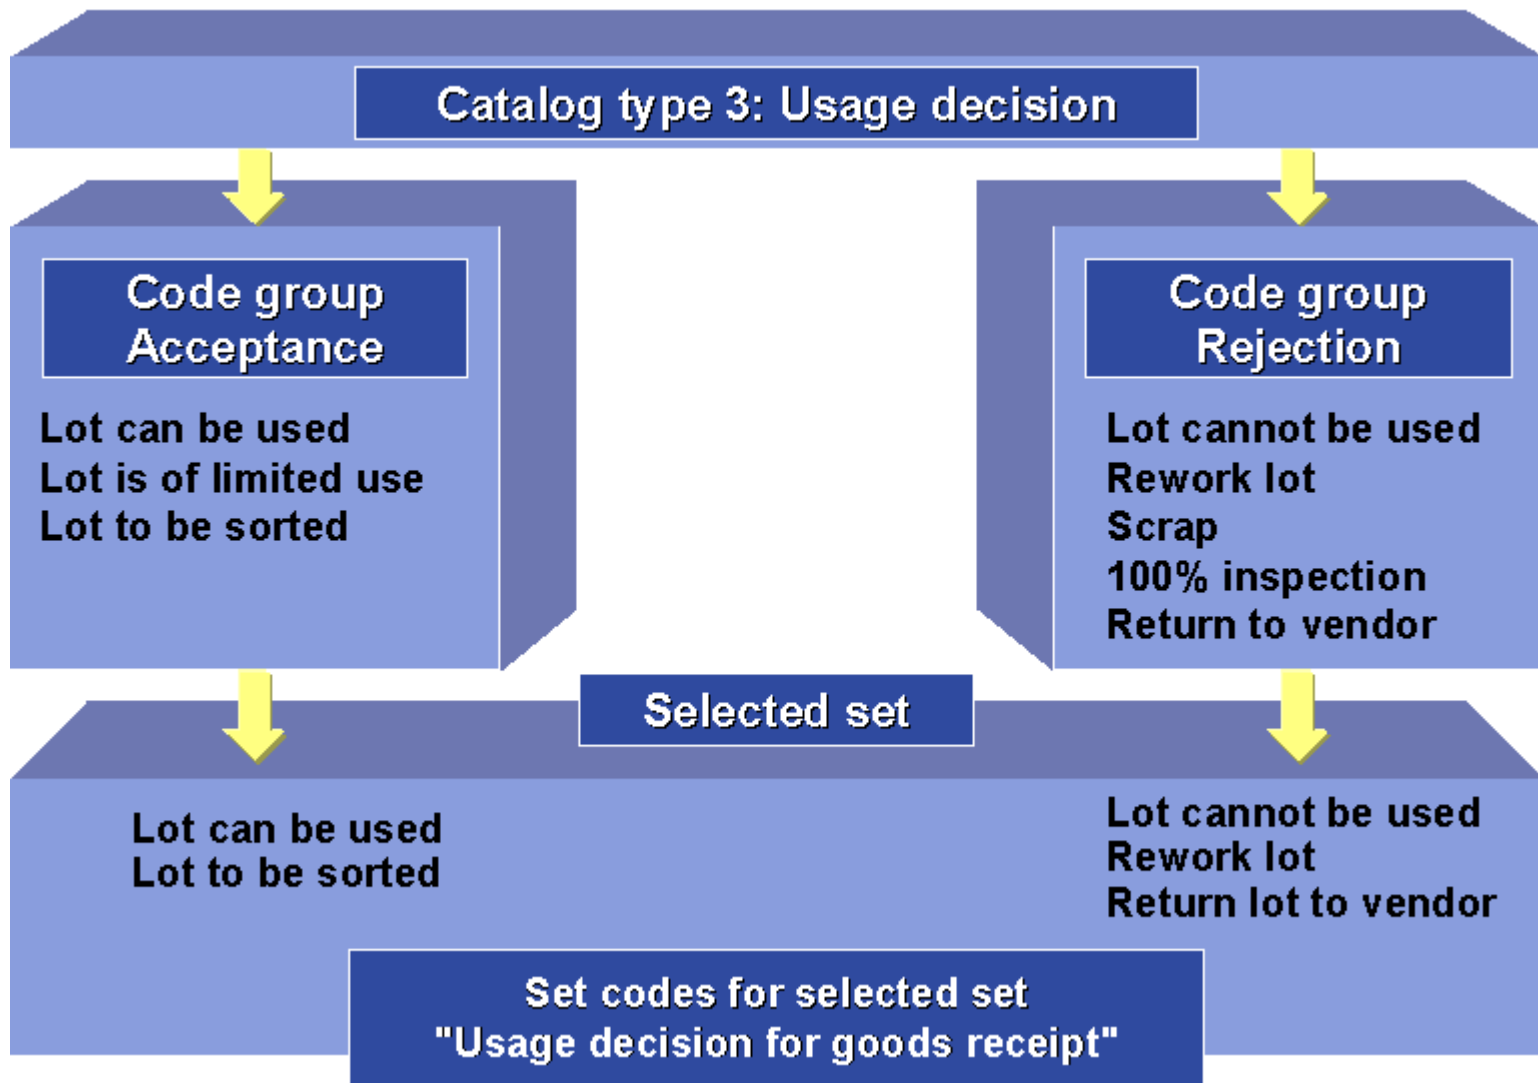 Catalog type 3: Usage decision
Code group
Acceptance
Lot can be used
Lot is of limited use
Lot to be sorted
Code group
Rejection
Lot cannot be used
Rework lot
Scrap
100% inspection
Return to vendor
Selected set
Lot can be used
Lot to be sorted
Lot cannot be used
Rework lot
Return lot to vendor
Set codes for selected set
"Usage decision for goods receipt"